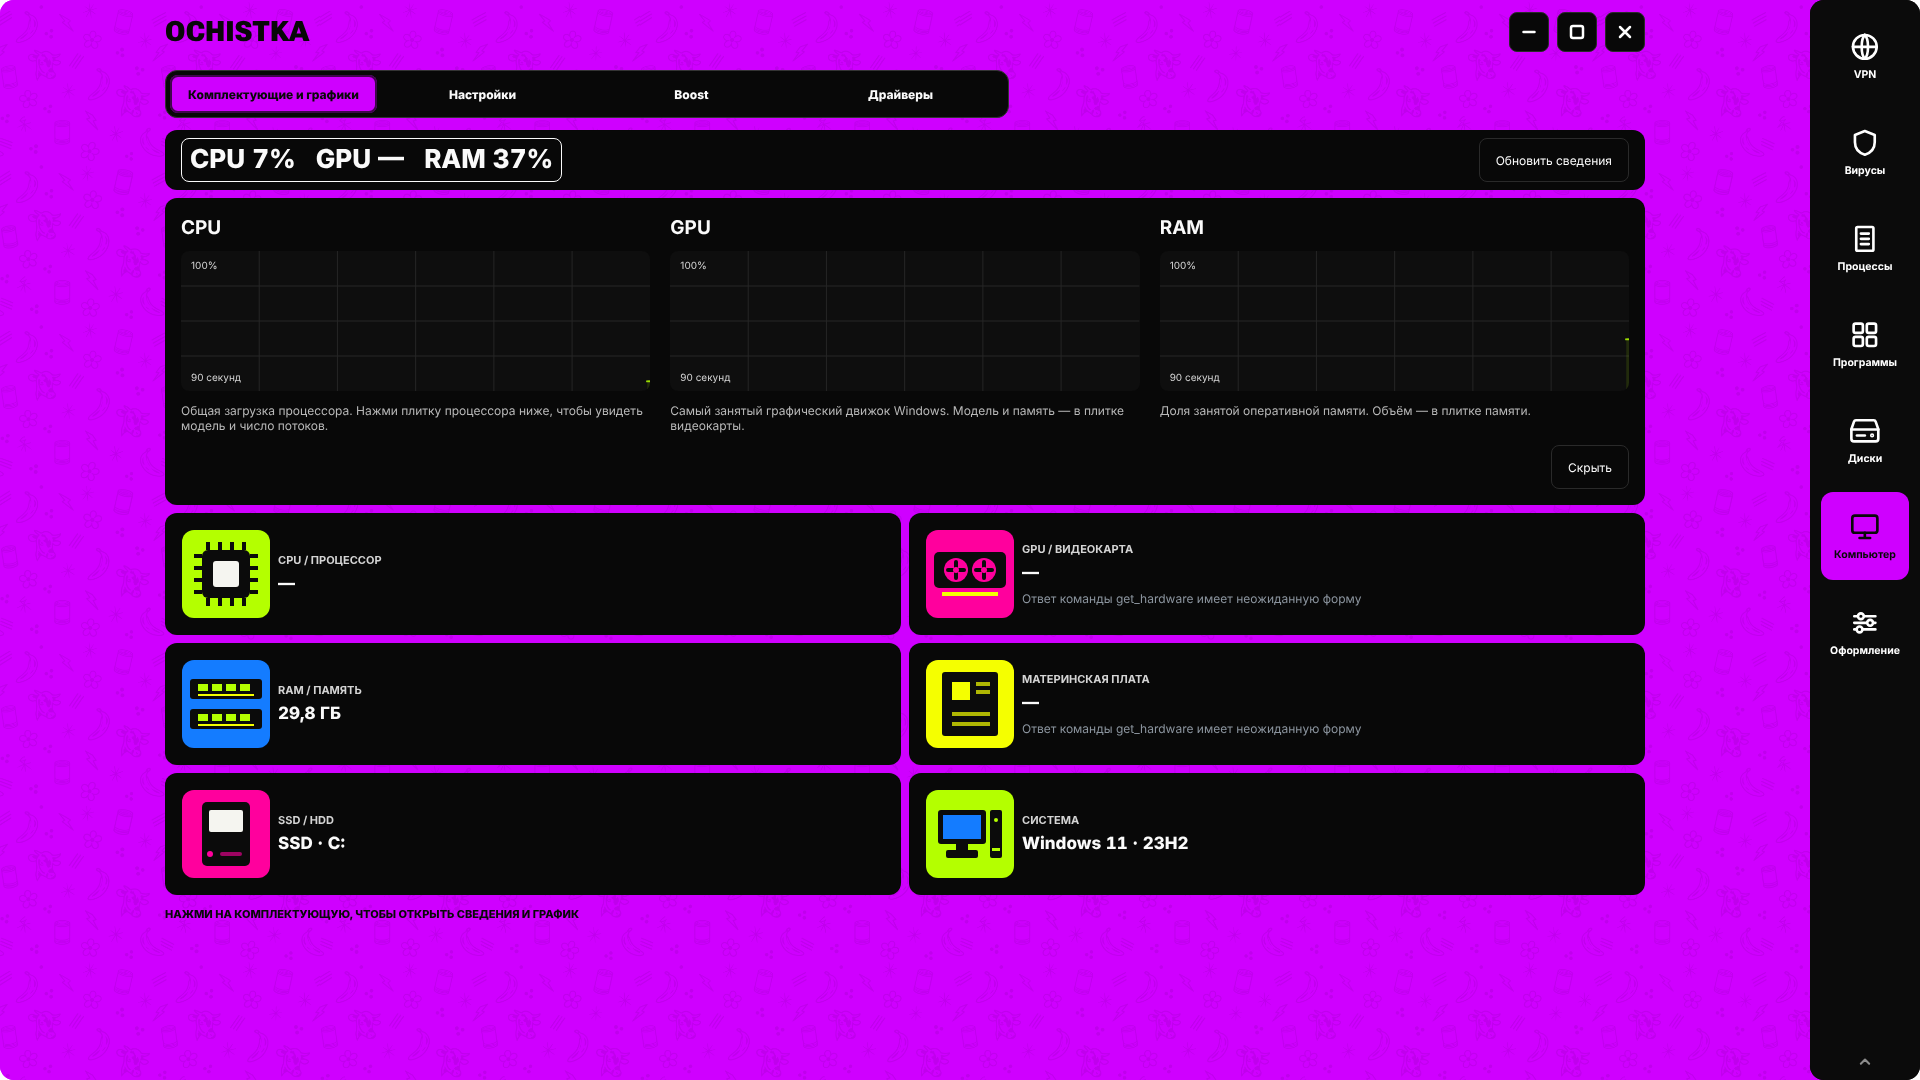 OCHISTKA
Комплектующие и графики
Настройки
Boost
Драйверы
CPU 7% GPU — RAM 37%
Обновить сведения
CPU
100%
90 секунд
Общая загрузка процессора. Нажми плитку процессора ниже, чтобы увидеть
модель и число потоков.
GPU
100%
90 секунд
Самый занятый графический движок Windows. Модель и память — в плитке
видеокарты.
RAM
100%
90 секунд
Доля занятой оперативной памяти. Объём — в плитке памяти.
Скрыть
CPU / ПРОЦЕССОР
—
GPU / ВИДЕОКАРТА
—
Ответ команды get_hardware имеет неожиданную форму
RAM / ПАМЯТЬ
29,8 ГБ
МАТЕРИНСКАЯ ПЛАТА
—
Ответ команды get_hardware имеет неожиданную форму
SSD / HDD
SSD · C:
СИСТЕМА
Windows 11 · 23H2
НАЖМИ НА КОМПЛЕКТУЮЩУЮ, ЧТОБЫ ОТКРЫТЬ СВЕДЕНИЯ И ГРАФИК
VPN
Вирусы
Процессы
Программы
Диски
Компьютер
Оформление